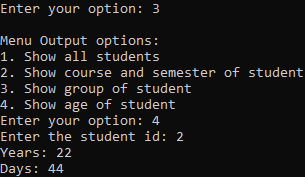 Enter your option: 3
Menu Output options:
1. Show all students
2. Show course and semester of student
3. Show group of student
4. Show age of student
Enter your option: 4
Enter the student id: 2
Years: 22
Days: 44